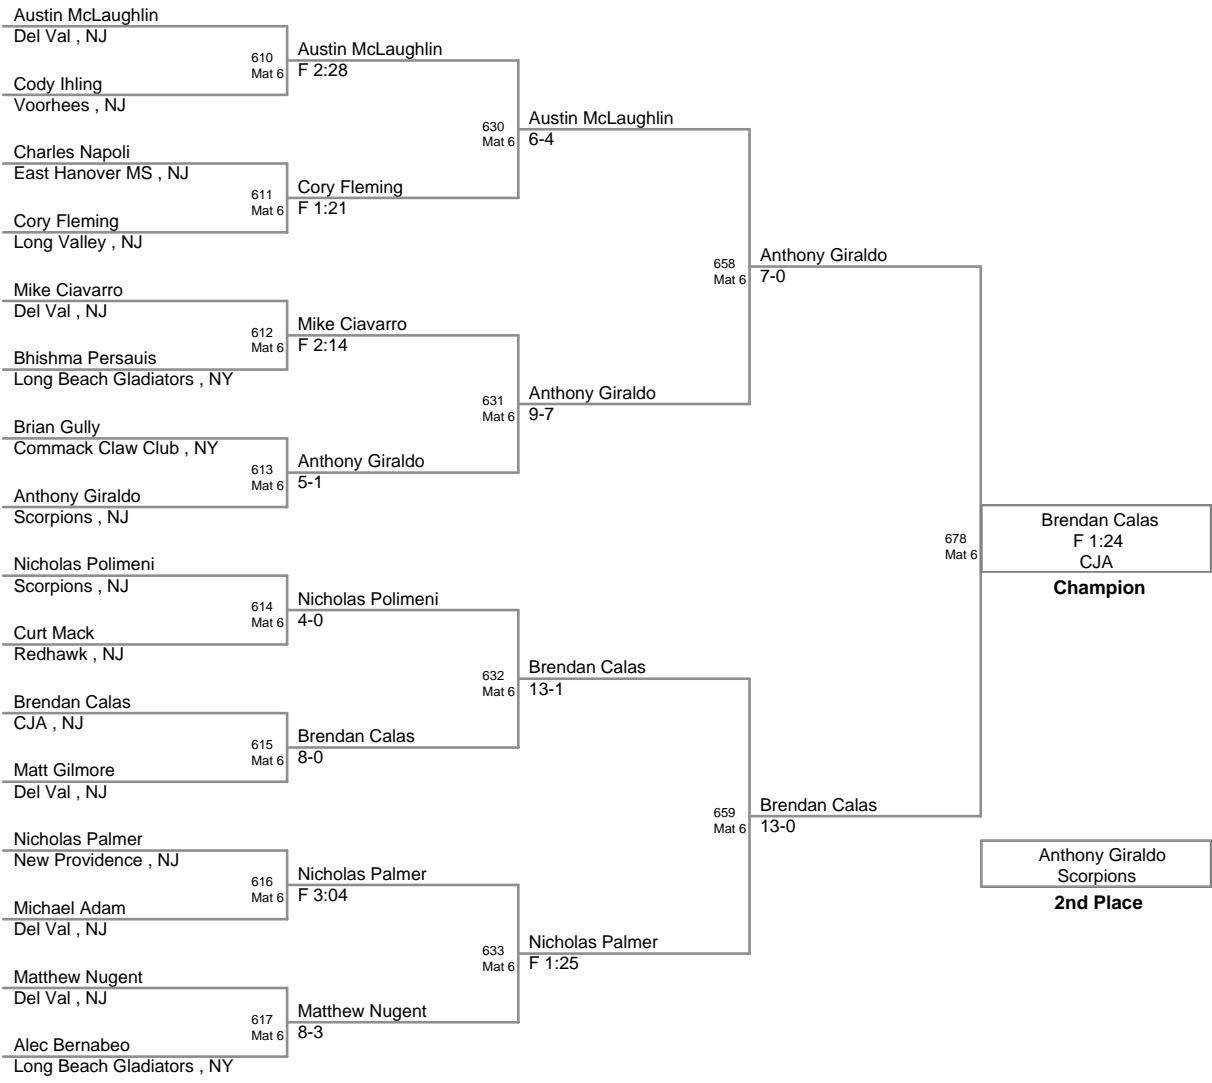 Austin McLaughlin
Del Val , NJ
610
Mat 6
Austin McLaughlin
F 2:28
Cody Ihling
Voorhees , NJ
630
Mat 6
Austin McLaughlin
6-4
Charles Napoli
East Hanover MS , NJ
611
Mat 6
Cory Fleming
F 1:21
Cory Fleming
Long Valley , NJ
658
Mat 6
Anthony Giraldo
7-0
Mike Ciavarro
Del Val , NJ
612
Mat 6
Mike Ciavarro
F 2:14
Bhishma Persauis
Long Beach Gladiators , NY
631
Mat 6
Anthony Giraldo
9-7
Brian Gully
Commack Claw Club , NY
613
Mat 6
Anthony Giraldo
5-1
Anthony Giraldo
Scorpions , NJ
678
Mat 6
Brendan Calas
F 1:24
CJA
Champion
Nicholas Polimeni
Scorpions , NJ
614
Mat 6
Nicholas Polimeni
4-0
Curt Mack
Redhawk , NJ
632
Mat 6
Brendan Calas
13-1
Brendan Calas
CJA , NJ
615
Mat 6
Brendan Calas
8-0
Matt Gilmore
Del Val , NJ
659
Mat 6
Brendan Calas
13-0
Nicholas Palmer
New Providence , NJ
616
Mat 6
Nicholas Palmer
F 3:04
Anthony Giraldo
Scorpions
2nd Place
Michael Adam
Del Val , NJ
633
Mat 6
Nicholas Palmer
F 1:25
Matthew Nugent
Del Val , NJ
617
Mat 6
Matthew Nugent
8-3
Alec Bernabeo
Long Beach Gladiators , NY